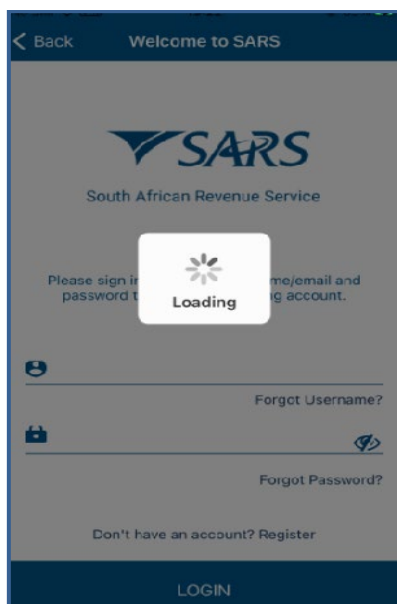 Back
Welcome to SARS
SARS
South African Revenue Service
Please sign in me/email and
password t g account.
Loading
Forgot Username?
Forgot Password?
Don't have an account? Register
LOGIN